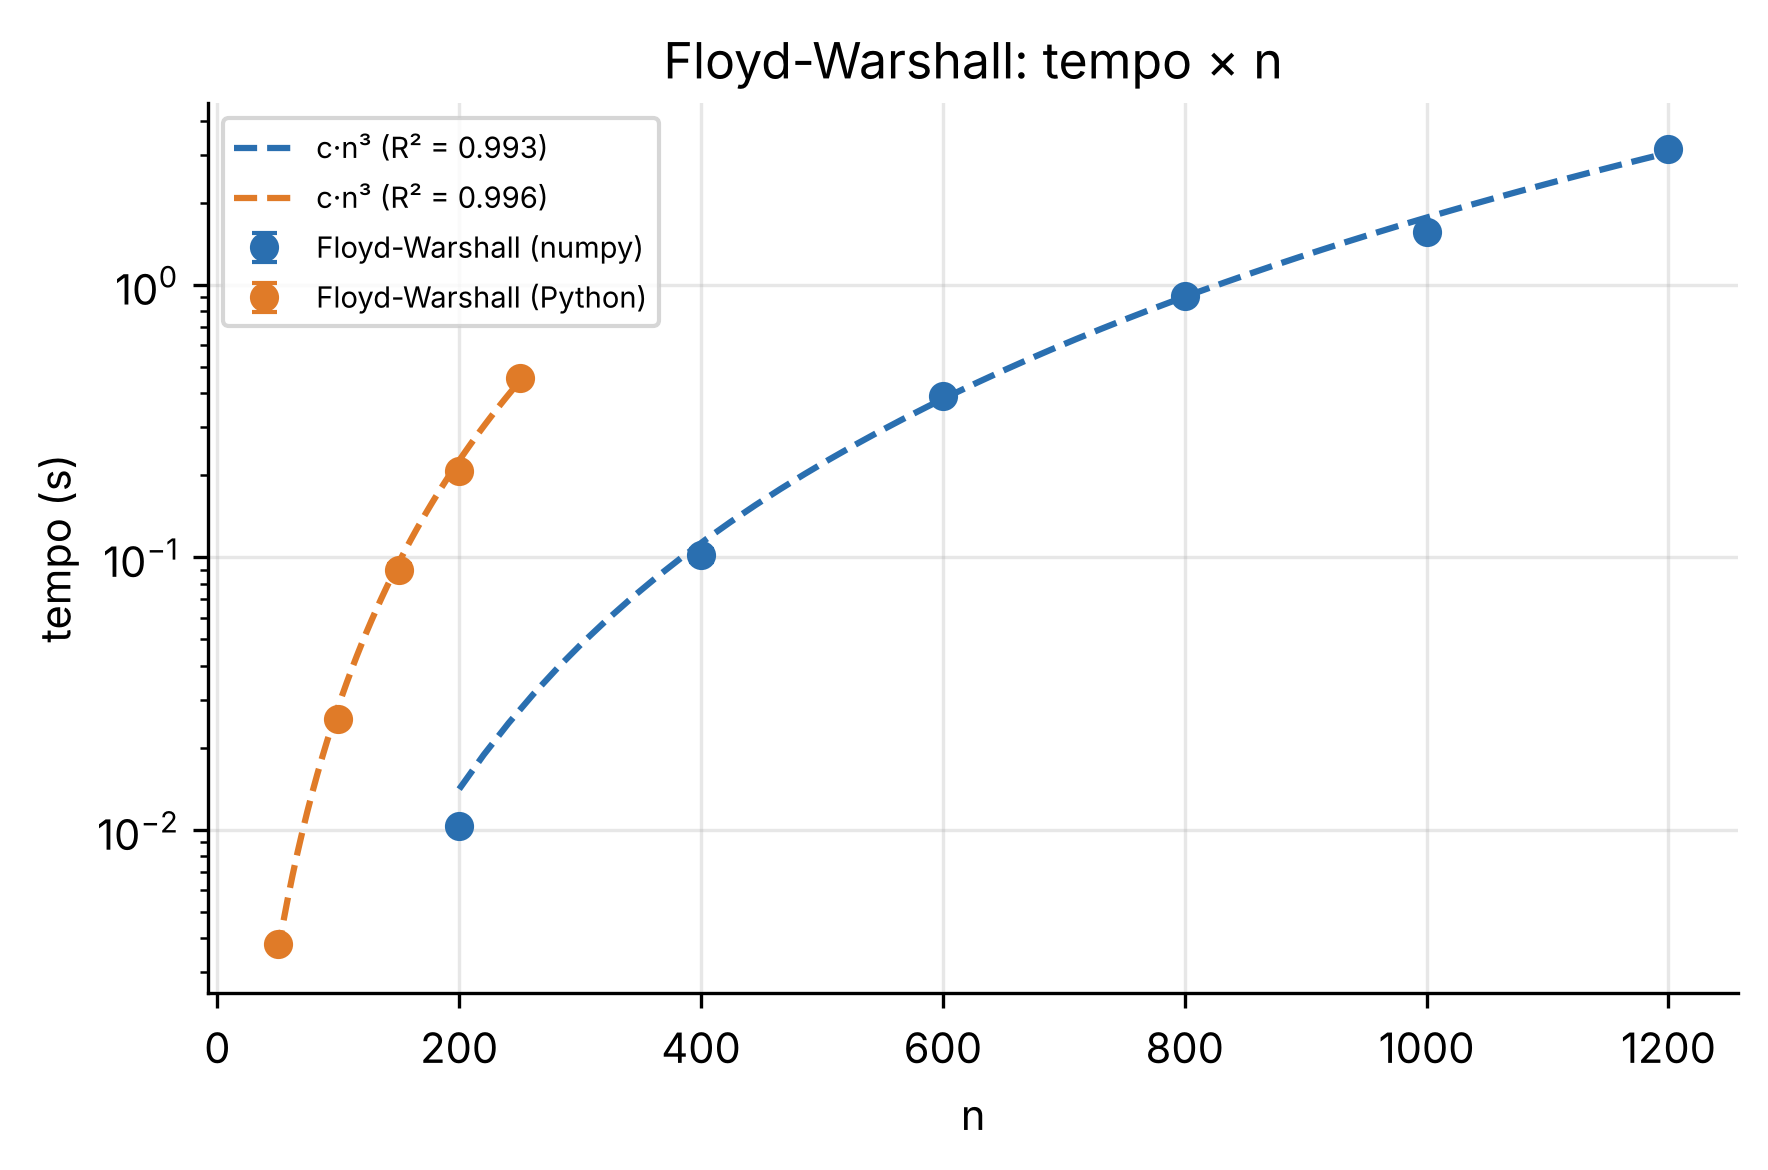 Floyd-Warshall: tempo × n
c·n³ (R² = 0.993)
c·n³ (R² = 0.996)
Floyd-Warshall (numpy)
Floyd-Warshall (Python)
tempo (s)
10⁰
10⁻¹
10⁻²
0 200 400 600 800 1000 1200
n